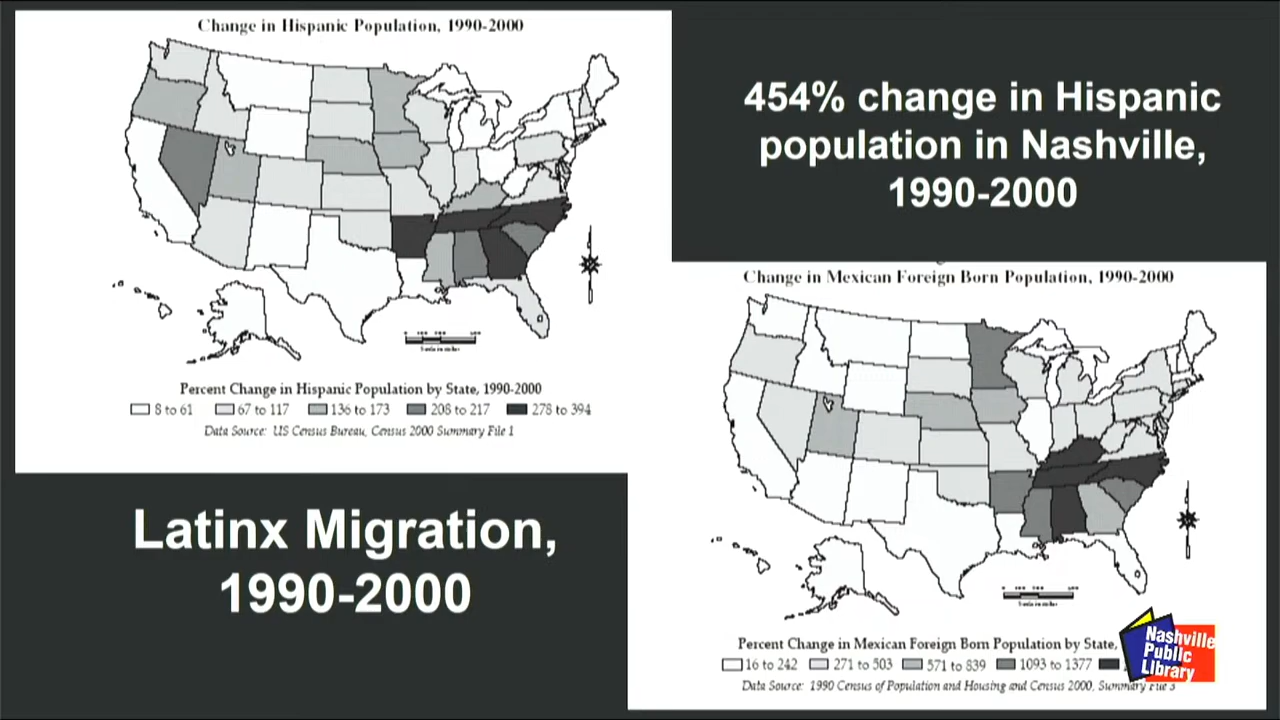 Change in Hispanic Population, 1990-2000
Percent Change in Hispanic Population by State, 1990-2000
8 to 61 67 to 117 136 to 173 208 to 217 278 to 394
Data Source: US Census Bureau, Census 2000 Summary File 1
454% change in Hispanic
population in Nashville,
1990-2000
Latinx Migration,
1990-2000
Change in Mexican Foreign Born Population, 1990-2000
Percent Change in Mexican Foreign Born Population by State,
16 to 242 271 to 503 571 to 839 1093 to 1377
Data Source: 1990 Census of Population and Housing and Census 2000, Summary File 3
Nashville
Public
Library